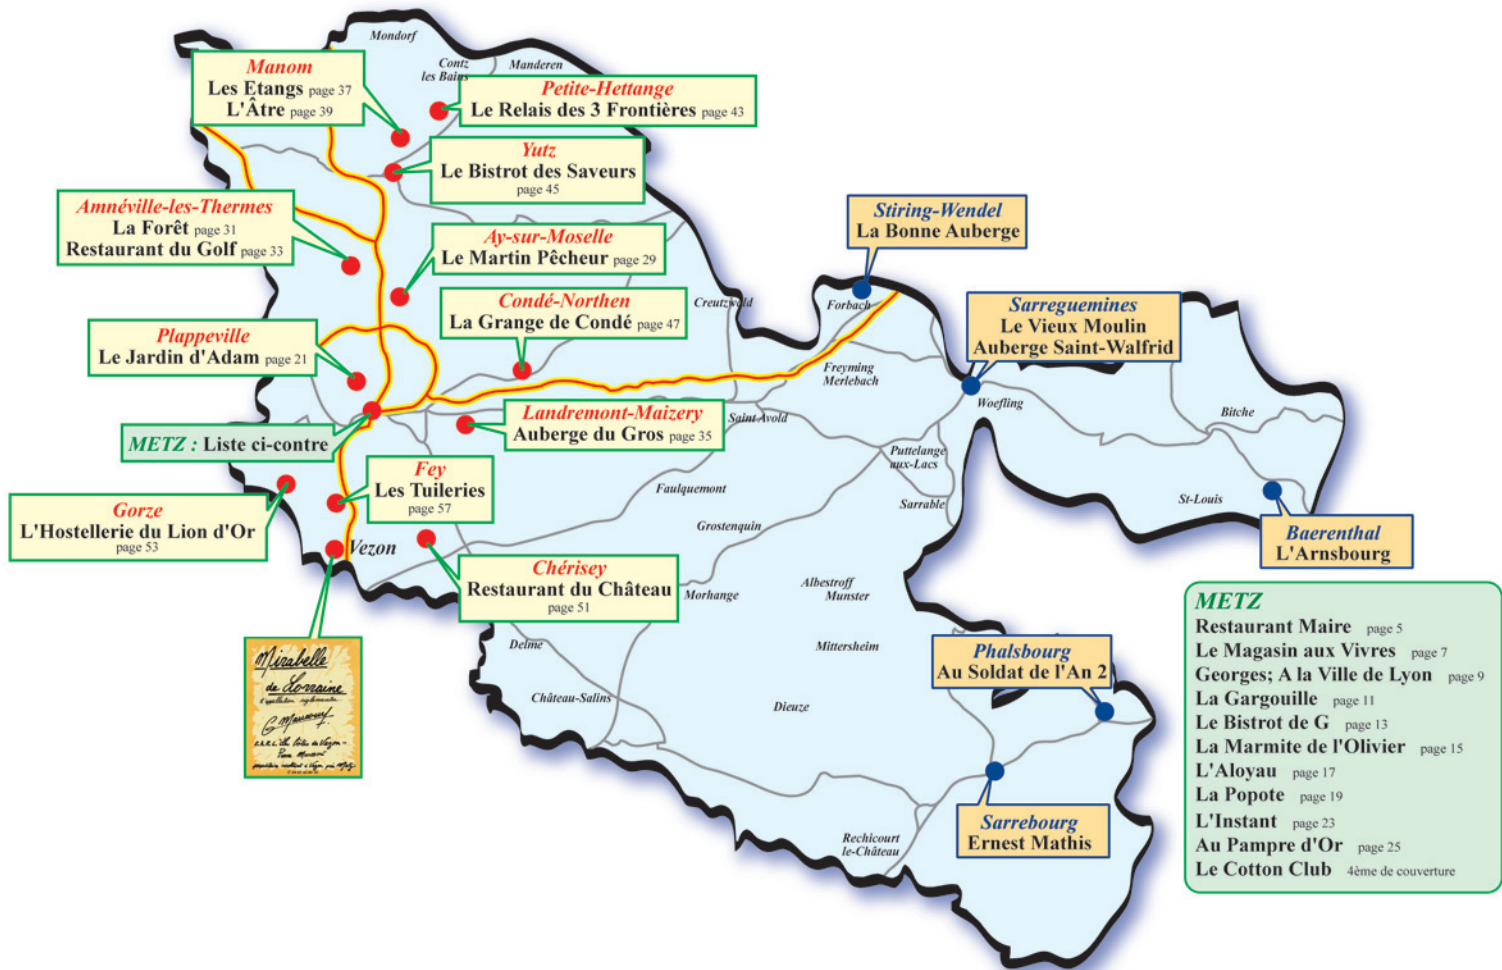 Mondorf
Contz
les Bains
Manderen
Manom
Les Etangs page 37
L'Âtre page 39
Petite-Hettange
Le Relais des 3 Frontières page 43
Yutz
Le Bistrot des Saveurs
page 45
Amnéville-les-Thermes
La Forêt page 31
Restaurant du Golf page 33
Ay-sur-Moselle
Le Martin Pêcheur page 29
Stiring-Wendel
La Bonne Auberge
Condé-Northen
La Grange de Condé page 47
Creutzwald
Forbach
Sarreguemines
Le Vieux Moulin
Auberge Saint-Walfrid
Plappeville
Le Jardin d'Adam page 21
Freyming
Merlebach
Woefling
Bitche
Landremont-Maizery
Auberge du Gros page 35
Saint Avold
METZ : Liste ci-contre
Puttelange
aux-Lacs
Fey
Les Tuileries
page 57
Faulquemont
Sarrable
St-Louis
Gorze
L'Hostellerie du Lion d'Or
page 53
Grostenquin
Baerenthal
L'Arnsbourg
Vezon
Chérisey
Restaurant du Château
page 51
Morhange
Albestroff
Munster
Mirabelle
de Lorraine
Delme
Mittersheim
Phalsbourg
Au Soldat de l'An 2
Château-Salins
Dieuze
Sarrebourg
Ernest Mathis
Rechicourt
le-Château
METZ
Restaurant Maire page 5
Le Magasin aux Vivres page 7
Georges; A la Ville de Lyon page 9
La Gargouille page 11
Le Bistrot de G page 13
La Marmite de l'Olivier page 15
L'Aloyau page 17
La Popote page 19
L'Instant page 23
Au Pampre d'Or page 25
Le Cotton Club 4ème de couverture